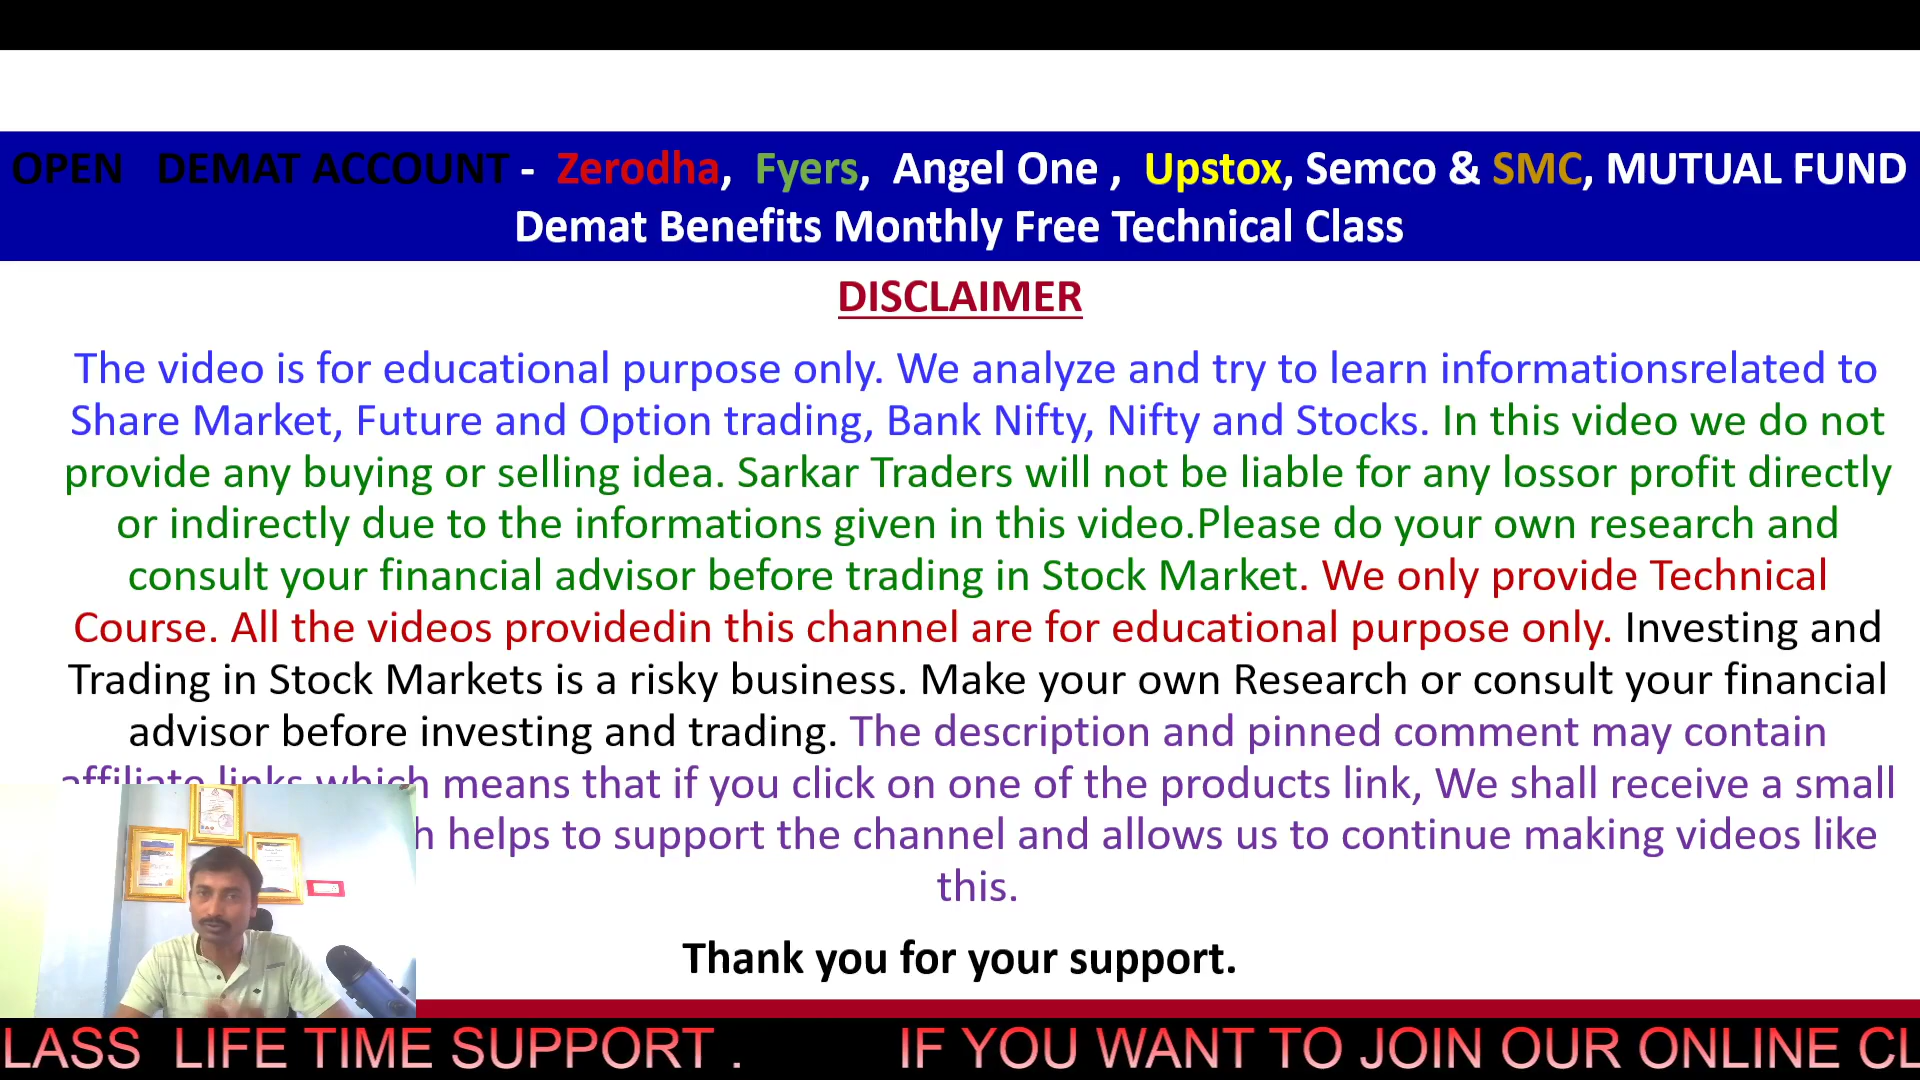 OPEN DEMAT ACCOUNT - Zerodha, Fyers, Angel One , Upstox, Semco & SMC, MUTUAL FUND
Demat Benefits Monthly Free Technical Class
DISCLAIMER
The video is for educational purpose only. We analyze and try to learn informationsrelated to
Share Market, Future and Option trading, Bank Nifty, Nifty and Stocks. In this video we do not
provide any buying or selling idea. Sarkar Traders will not be liable for any lossor profit directly
or indirectly due to the informations given in this video.Please do your own research and
consult your financial advisor before trading in Stock Market. We only provide Technical
Course. All the videos providedin this channel are for educational purpose only. Investing and
Trading in Stock Markets is a risky business. Make your own Research or consult your financial
advisor before investing and trading. The description and pinned comment may contain
affiliate links which means that if you click on one of the products link, We shall receive a small
h helps to support the channel and allows us to continue making videos like
this.
Thank you for your support.
LASS LIFE TIME SUPPORT . IF YOU WANT TO JOIN OUR ONLINE CL